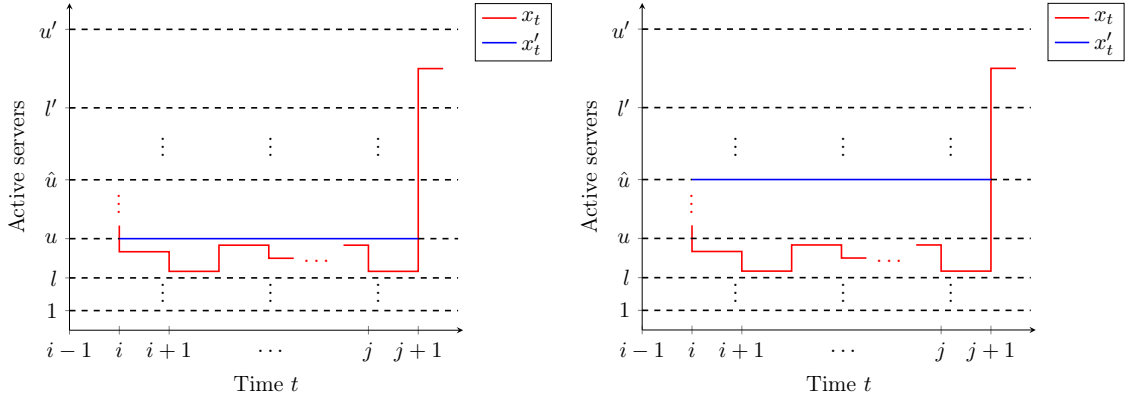 u′
l′
û
u
l
1
Active servers
i − 1
i
i + 1
⋯
j
j + 1
Time t
x_t
x′_t
⋮ ⋮ ⋮
⋮
⋯
⋮ ⋮ ⋮
u′
l′
û
u
l
1
Active servers
i − 1
i
i + 1
⋯
j
j + 1
Time t
x_t
x′_t
⋮ ⋮ ⋮
⋮
⋯
⋮ ⋮ ⋮